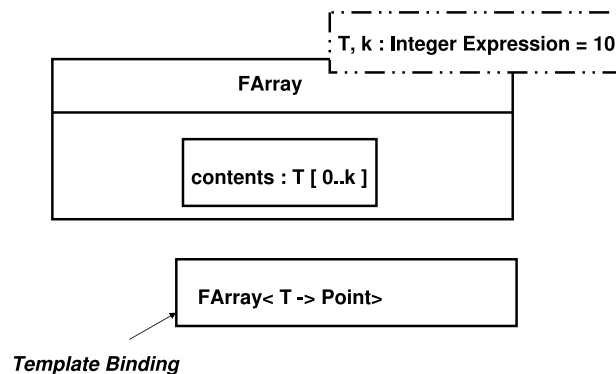 T, k : Integer Expression = 10
FArray
contents : T [ 0..k ]
FArray< T -> Point>
Template Binding